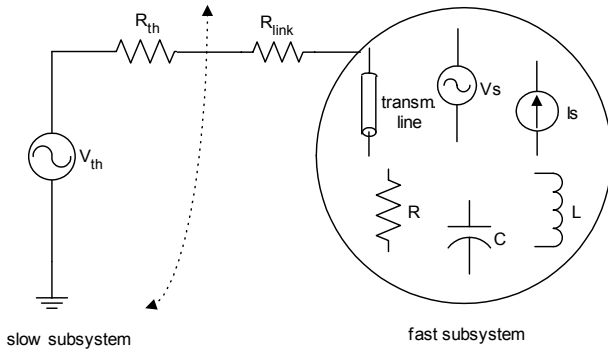 Rth
Rlink
Vth
transm.
line
Vs
Is
R
C
L
slow subsystem
fast subsystem